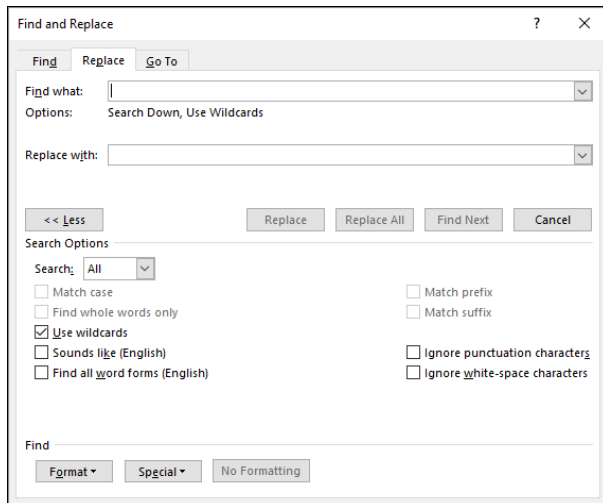 Find and Replace
Find Replace Go To
Find what:
Options: Search Down, Use Wildcards
Replace with:
<< Less Replace Replace All Find Next Cancel
Search Options
Search: All
Match case Match prefix
Find whole words only Match suffix
Use wildcards
Sounds like (English) Ignore punctuation characters
Find all word forms (English) Ignore white-space characters
Find
Format Special No Formatting